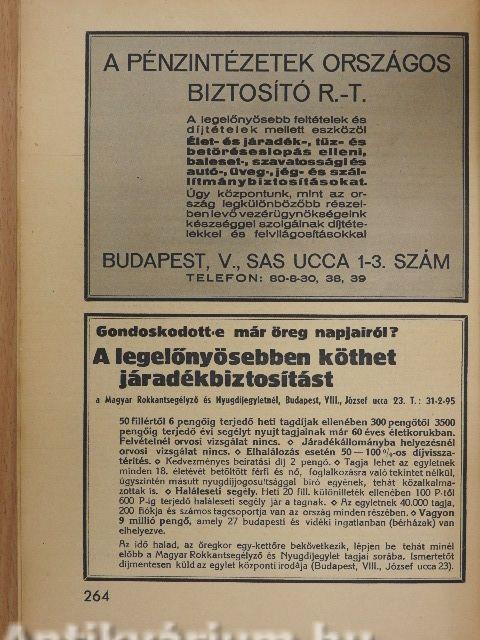 A PÉNZINTÉZETEK ORSZÁGOS
BIZTOSÍTÓ R.-T.
A legelőnyösebb feltételek és
díjtételek mellett eszközöl
Élet- és járadék-, tűz- és
betöréseslopás elleni,
baleset-, szavatossági és
autó-, üveg-, jég- és szál-
lítmánybiztosításokat.
Úgy központunk, mint az or-
szág legkülönbözőbb részei-
ben levő vezérügynökségeink
készséggel szolgálnak díjtéte-
lekkel és felvilágosításokkal
BUDAPEST, V., SAS UCCA 1-3. SZÁM
TELEFON: 80-8-30, 38, 39
Gondoskodott-e már öreg napjairól?
A legelőnyösebben köthet
járadékbiztosítást
a Magyar Rokkantsegélyző és Nyugdíjegyletnél, Budapest, VIII., József ucca 23. T.: 31-2-95
50 fillértől 6 pengőig terjedő heti tagdíjak ellenében 300 pengőtől 3500
pengőig terjedő évi segélyt nyujt tagjainak már 60 éves életkorukban.
Felvételnél orvosi vizsgálat nincs. ⋄ Járadékállományba helyezésnél
orvosi vizsgálat nincs. ⋄ Elhalálozás esetén 50—100%-os díjvissza-
térítés. ⋄ Kedvezményes beíratási díj 2 pengő. ⋄ Tagja lehet az egyletnek
minden 18. életévét betöltött férfi és nő, foglalkozásra való tekintet nélkül,
úgyszintén másutt nyugdíjjogosultsággal bíró egyének, tehát közalkalma-
zottak is. ⋄ Haláleseti segély. Heti 20 fill. különilleték ellenében 100 P-től
600 P-ig terjedő haláleseti segély jár a tagnak. ⋄ Az egyletnek 40.000 tagja,
200 fiókja és számos tagcsoportja van az ország minden részében. ⋄ Vagyon
9 millió pengő, amely 27 budapesti és vidéki ingatlanban (bérházak) van
elhelyezve.
Az idő halad, az öregkor egy-kettőre bekövetkezik, lépjen be tehát minél
előbb a Magyar Rokkantsegélyző és Nyugdíjegylet tagjai sorába. Ismertetőt
díjmentesen küld az egylet központi irodája (Budapest, VIII., József ucca 23).
264
Antikvárium.hu